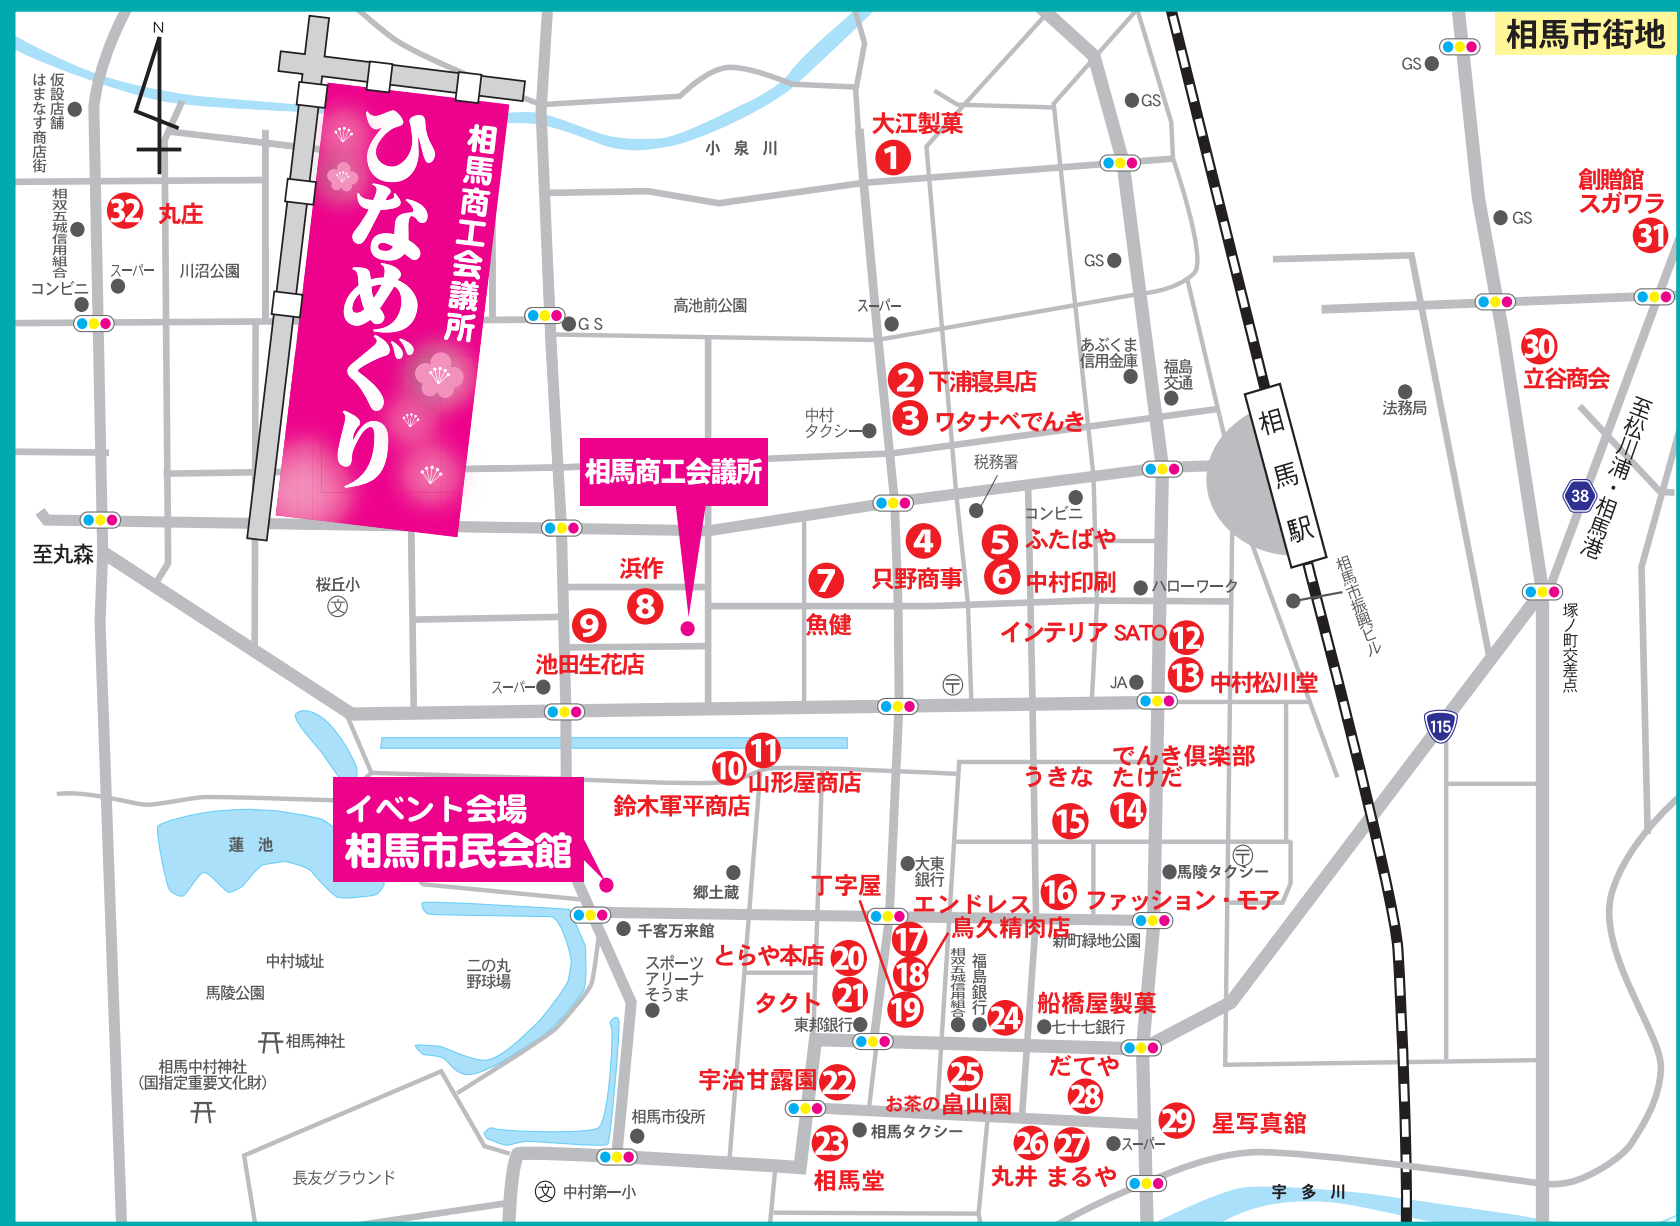 相馬市街地
N
仮設店舗
はまなす商店街
相馬商工会議所
ひなめぐり
小 泉 川
大江製菓
1
GS
GS
GS
創贈館
スガワラ
31
GS
相双五城信用組合
32
丸庄
スーパー
川沼公園
コンビニ
GS
高池前公園
スーパー
GS
あぶくま
信用金庫
福島
交通
30
立谷商会
法務局
2
下浦寝具店
3
ワタナベでんき
中村
タクシー
相馬駅
至松川浦・相馬港
38
相馬商工会議所
税務署
コンビニ
至丸森
桜丘小
文
浜作
8
9
池田生花店
スーパー
7
魚健
4
只野商事
5
ふたばや
6
中村印刷
ハローワーク
相馬市振興ビル
塚ノ町交差点
インテリア SATO
12
JA
13
中村松川堂
〒
115
10
11
山形屋商店
鈴木軍平商店
でんき倶楽部
たけだ
14
うきな
15
イベント会場
相馬市民会館
蓮 池
郷土蔵
大東
銀行
馬陵タクシー
〒
丁字屋
エンドレス
16
ファッション・モア
鳥久精肉店
新町緑地公園
千客万来館
17
18
19
とらや本店
20
タクト
21
東邦銀行
スポーツ
アリーナ
そうま
中村城址
二の丸
野球場
馬陵公園
相馬神社
相馬中村神社
(国指定重要文化財)
相双五城信用組合
福島銀行
24
船橋屋製菓
七十七銀行
宇治甘露園
22
25
お茶の畠山園
だてや
28
相馬市役所
23
相馬堂
相馬タクシー
26
丸井
27
まるや
スーパー
29
星写真舘
長友グラウンド
文
中村第一小
宇 多 川